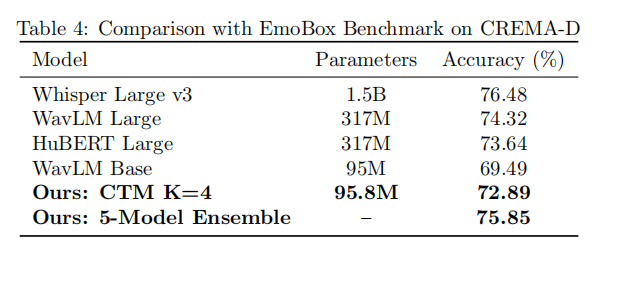 Table 4: Comparison with EmoBox Benchmark on CREMA-D
Model Parameters Accuracy (%)
Whisper Large v3 1.5B 76.48
WavLM Large 317M 74.32
HuBERT Large 317M 73.64
WavLM Base 95M 69.49
Ours: CTM K=4 95.8M 72.89
Ours: 5-Model Ensemble – 75.85